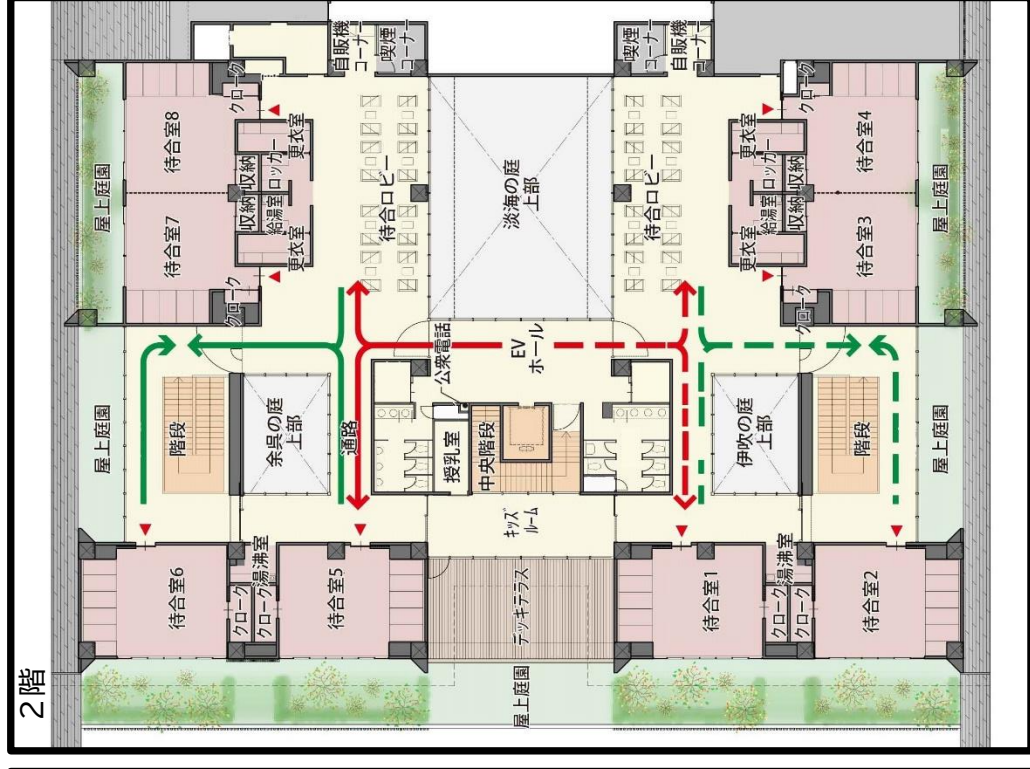 2階
屋上庭園
待合室2
クローク
クローク
湯沸室
待合室1
デッキテラス
待合室5
クローク
クローク
湯沸室
待合室6
キッズ
ルーム
屋上庭園
階段
伊吹の庭
上部
中央階段
授乳室
公衆電話
EV
ホール
通路
余呉の庭
上部
階段
屋上庭園
屋上庭園
待合室3
クローク
更衣室
給湯室
収納
待合ロビー
淡海の庭
上部
待合ロビー
更衣室
給湯室
収納
クローク
待合室7
屋上庭園
待合室4
クローク
収納
ロッカー
更衣室
自販機
コーナー
喫煙
コーナー
喫煙
コーナー
自販機
コーナー
更衣室
ロッカー
収納
クローク
待合室8